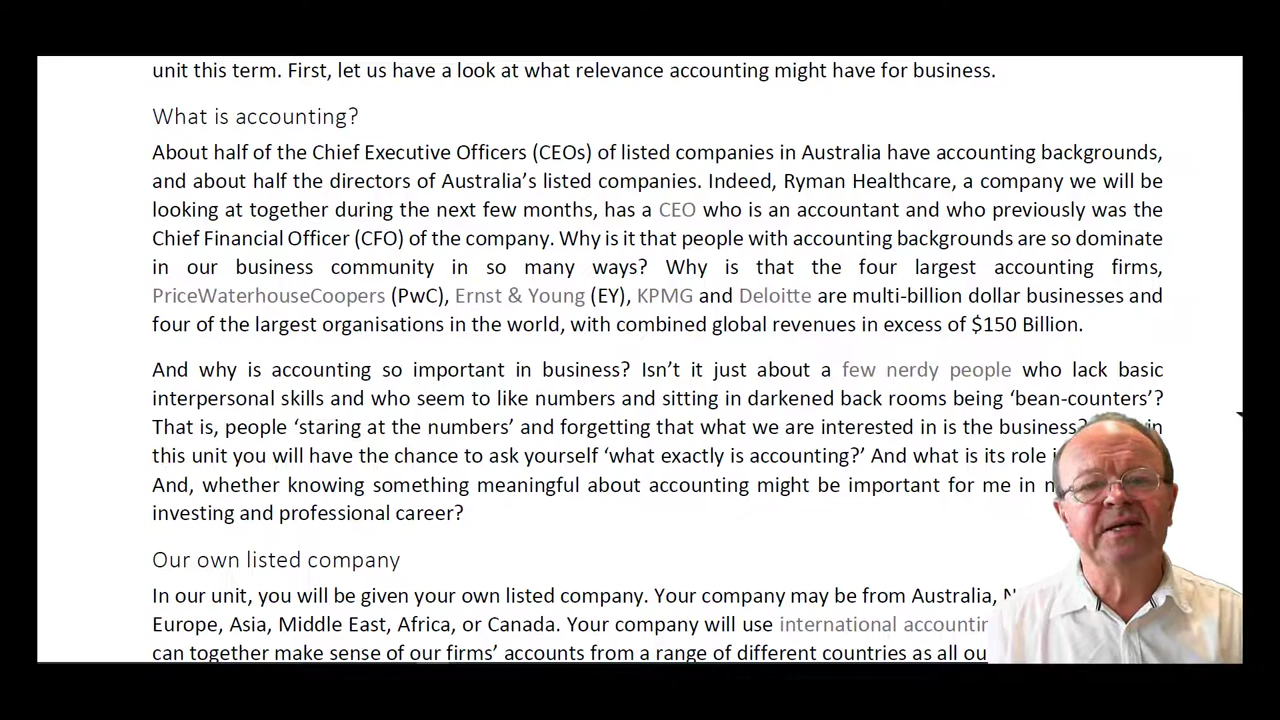 unit this term. First, let us have a look at what relevance accounting might have for business.
What is accounting?
About half of the Chief Executive Officers (CEOs) of listed companies in Australia have accounting backgrounds,
and about half the directors of Australia's listed companies. Indeed, Ryman Healthcare, a company we will be
looking at together during the next few months, has a CEO who is an accountant and who previously was the
Chief Financial Officer (CFO) of the company. Why is it that people with accounting backgrounds are so dominate
in our business community in so many ways? Why is that the four largest accounting firms,
PriceWaterhouseCoopers (PwC), Ernst & Young (EY), KPMG and Deloitte are multi-billion dollar businesses and
four of the largest organisations in the world, with combined global revenues in excess of $150 Billion.
And why is accounting so important in business? Isn't it just about a few nerdy people who lack basic
interpersonal skills and who seem to like numbers and sitting in darkened back rooms being ‘bean-counters’?
That is, people ‘staring at the numbers’ and forgetting that what we are interested in is the business? in
this unit you will have the chance to ask yourself ‘what exactly is accounting?’ And what is its role
And, whether knowing something meaningful about accounting might be important for me in
investing and professional career?
Our own listed company
In our unit, you will be given your own listed company. Your company may be from Australia,
Europe, Asia, Middle East, Africa, or Canada. Your company will use international
can together make sense of our firms' accounts from a range of different countries as all